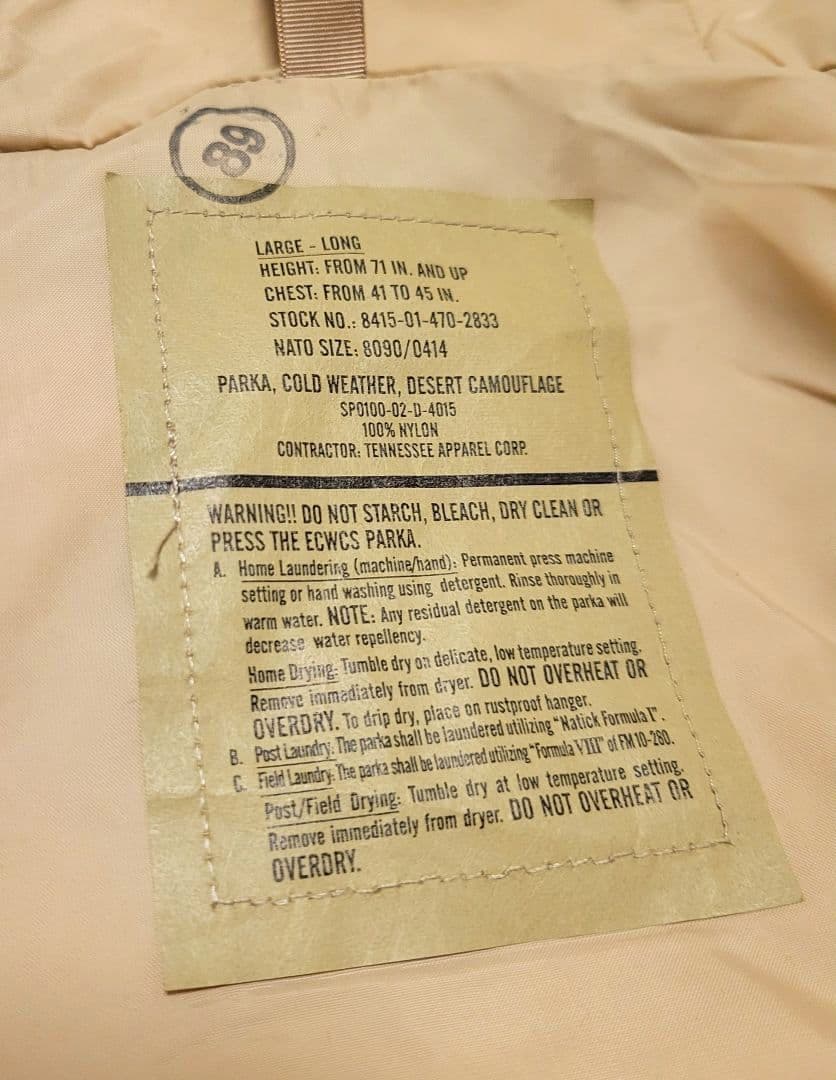 89
LARGE - LONG
HEIGHT: FROM 71 IN. AND UP
CHEST: FROM 41 TO 45 IN.
STOCK NO.: 8415-01-470-2833
NATO SIZE: 8090/0414
PARKA, COLD WEATHER, DESERT CAMOUFLAGE
SPO100-02-D-4015
100% NYLON
CONTRACTOR: TENNESSEE APPAREL CORP.
WARNING!! DO NOT STARCH, BLEACH, DRY CLEAN OR
PRESS THE ECWCS PARKA.
A. Home Laundering (machine/hand): Permanent press machine
setting or hand washing using detergent. Rinse thoroughly in
warm water. NOTE: Any residual detergent on the parka will
decrease water repellency.
Home Drying: Tumble dry on delicate, low temperature setting.
Remove immediately from dryer. DO NOT OVERHEAT OR
OVERDRY. To drip dry, place on rustproof hanger.
B. Post Laundry: The parka shall be laundered utilizing "Natick Formula I".
C. Field Laundry: The parka shall be laundered utilizing "Formula VIII" of FM 10-280.
Post/Field Drying: Tumble dry at low temperature setting.
Remove immediately from dryer. DO NOT OVERHEAT OR
OVERDRY.